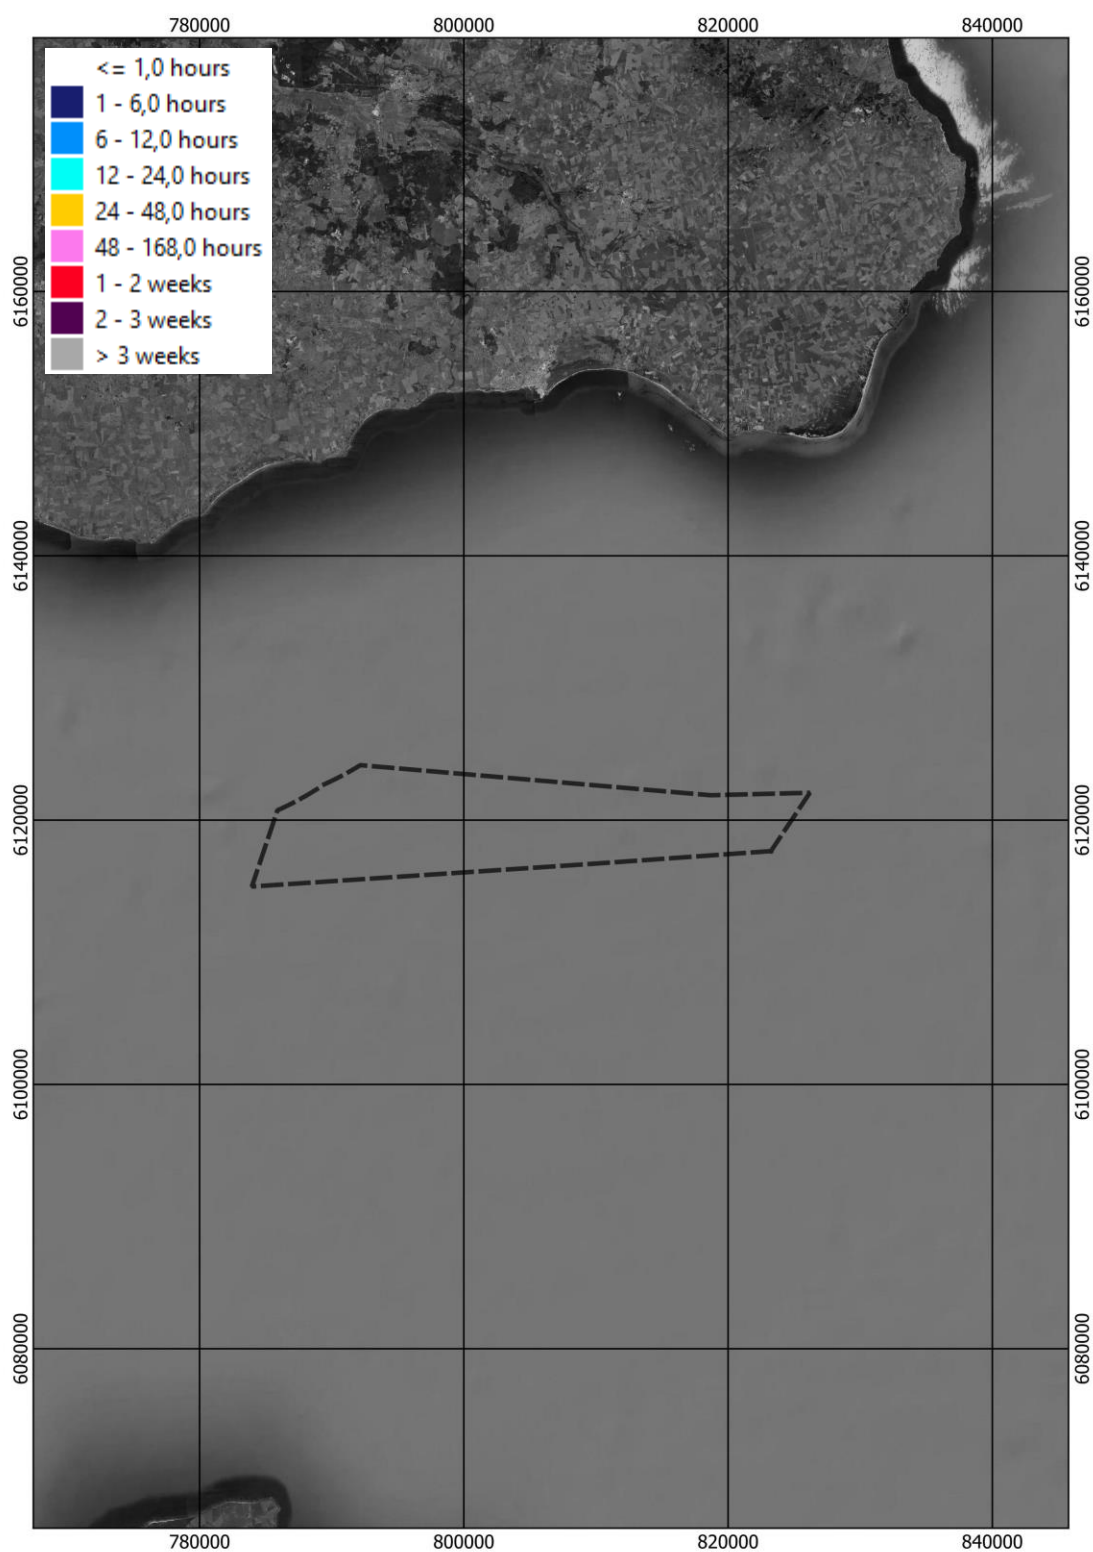 780000 800000 820000 840000
<= 1,0 hours
1 - 6,0 hours
6 - 12,0 hours
12 - 24,0 hours
24 - 48,0 hours
48 - 168,0 hours
1 - 2 weeks
2 - 3 weeks
> 3 weeks
6160000 6160000
6140000 6140000
6120000 6120000
6100000 6100000
6080000 6080000
780000 800000 820000 840000